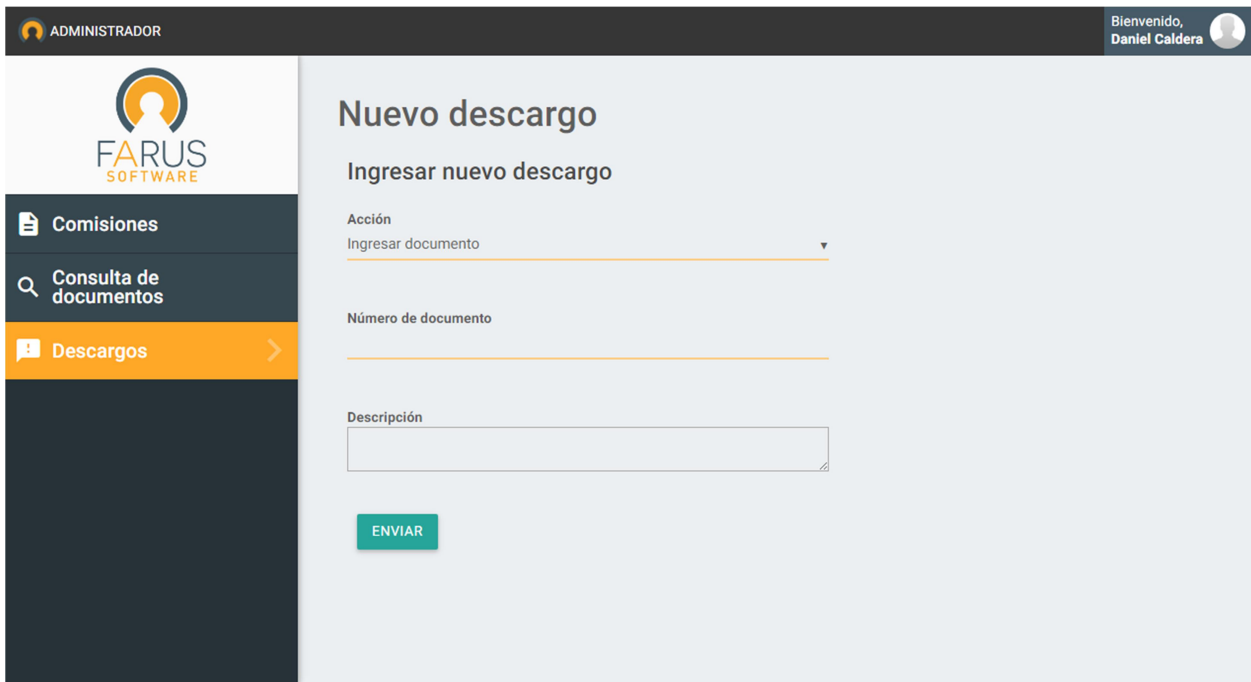 ADMINISTRADOR
Bienvenido,
Daniel Caldera
FARUS
SOFTWARE
Comisiones
Consulta de
documentos
Descargos
Nuevo descargo
Ingresar nuevo descargo
Acción
Ingresar documento
Número de documento
Descripción
ENVIAR